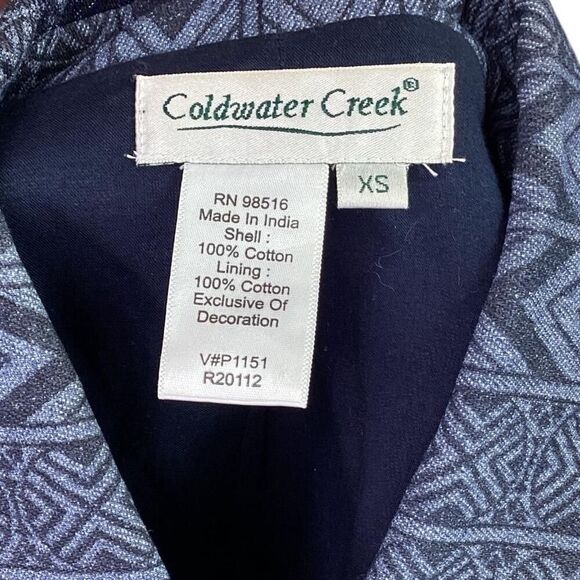 Coldwater Creek®
XS
RN 98516
Made In India
Shell :
100% Cotton
Lining :
100% Cotton
Exclusive Of
Decoration
V#P1151
R20112